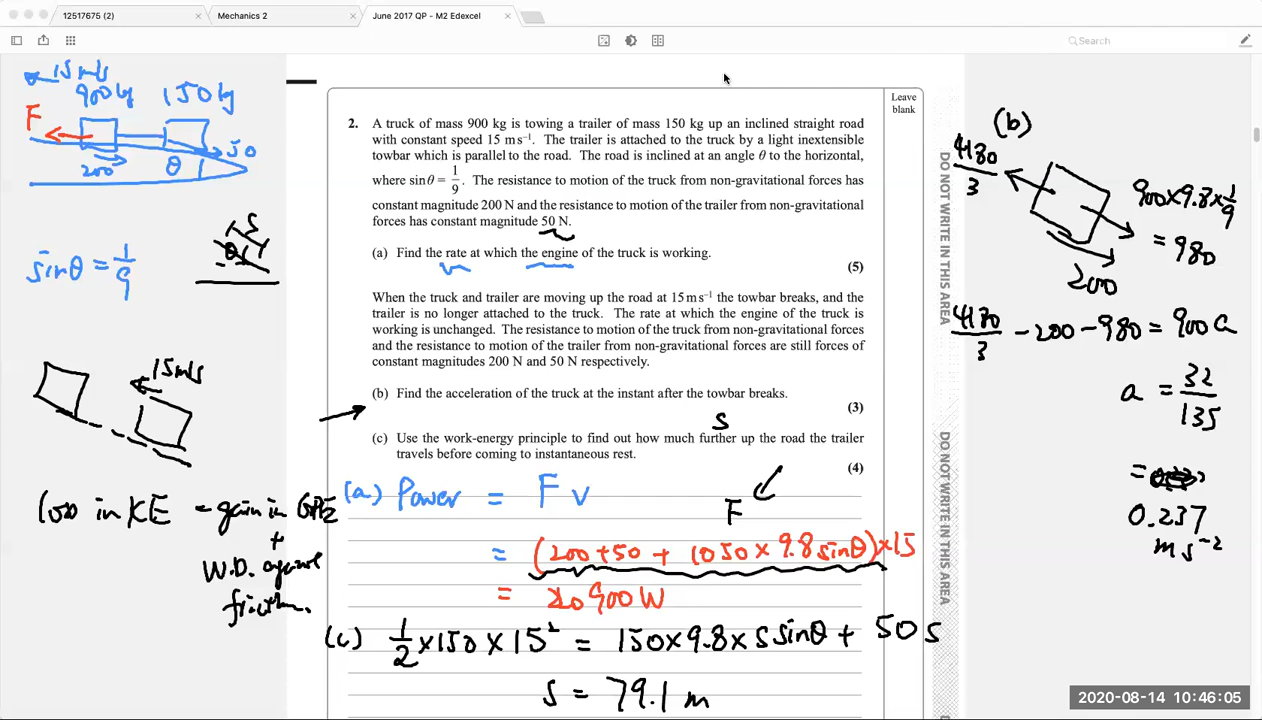 12517675 (2)
Mechanics 2
June 2017 QP - M2 Edexcel
Search
15 m/s
900kg 150kg
F
50
200
θ
sinθ = 1/9
S
θ
15m/s
Leave
blank
2. A truck of mass 900 kg is towing a trailer of mass 150 kg up an inclined straight road
with constant speed 15 m s⁻¹. The trailer is attached to the truck by a light inextensible
towbar which is parallel to the road. The road is inclined at an angle θ to the horizontal,
where sinθ = 1/9. The resistance to motion of the truck from non-gravitational forces has
constant magnitude 200 N and the resistance to motion of the trailer from non-gravitational
forces has constant magnitude 50 N.
(a) Find the rate at which the engine of the truck is working.
(5)
When the truck and trailer are moving up the road at 15 m s⁻¹ the towbar breaks, and the
trailer is no longer attached to the truck. The rate at which the engine of the truck is
working is unchanged. The resistance to motion of the truck from non-gravitational forces
and the resistance to motion of the trailer from non-gravitational forces are still forces of
constant magnitudes 200 N and 50 N respectively.
(b) Find the acceleration of the truck at the instant after the towbar breaks.
(3)
S
(c) Use the work-energy principle to find out how much further up the road the trailer
travels before coming to instantaneous rest.
(4)
(a) Power = F v
F
= (200 + 50 + 1050 × 9.8 sinθ) × 15
= 20900 W
loss in KE = gain in GPE
+
W.D. against
friction.
(c) 1/2 × 150 × 15² = 150 × 9.8 × s sinθ + 50 s
s = 79.1 m
DO NOT WRITE IN THIS AREA
DO NOT WRITE IN THIS AREA
(b)
4180/3
900×9.8×1/9
= 980
200
4180/3 - 200 - 980 = 900a
a = 32/135
=
0.237
m s⁻²
2020-08-14 10:46:05